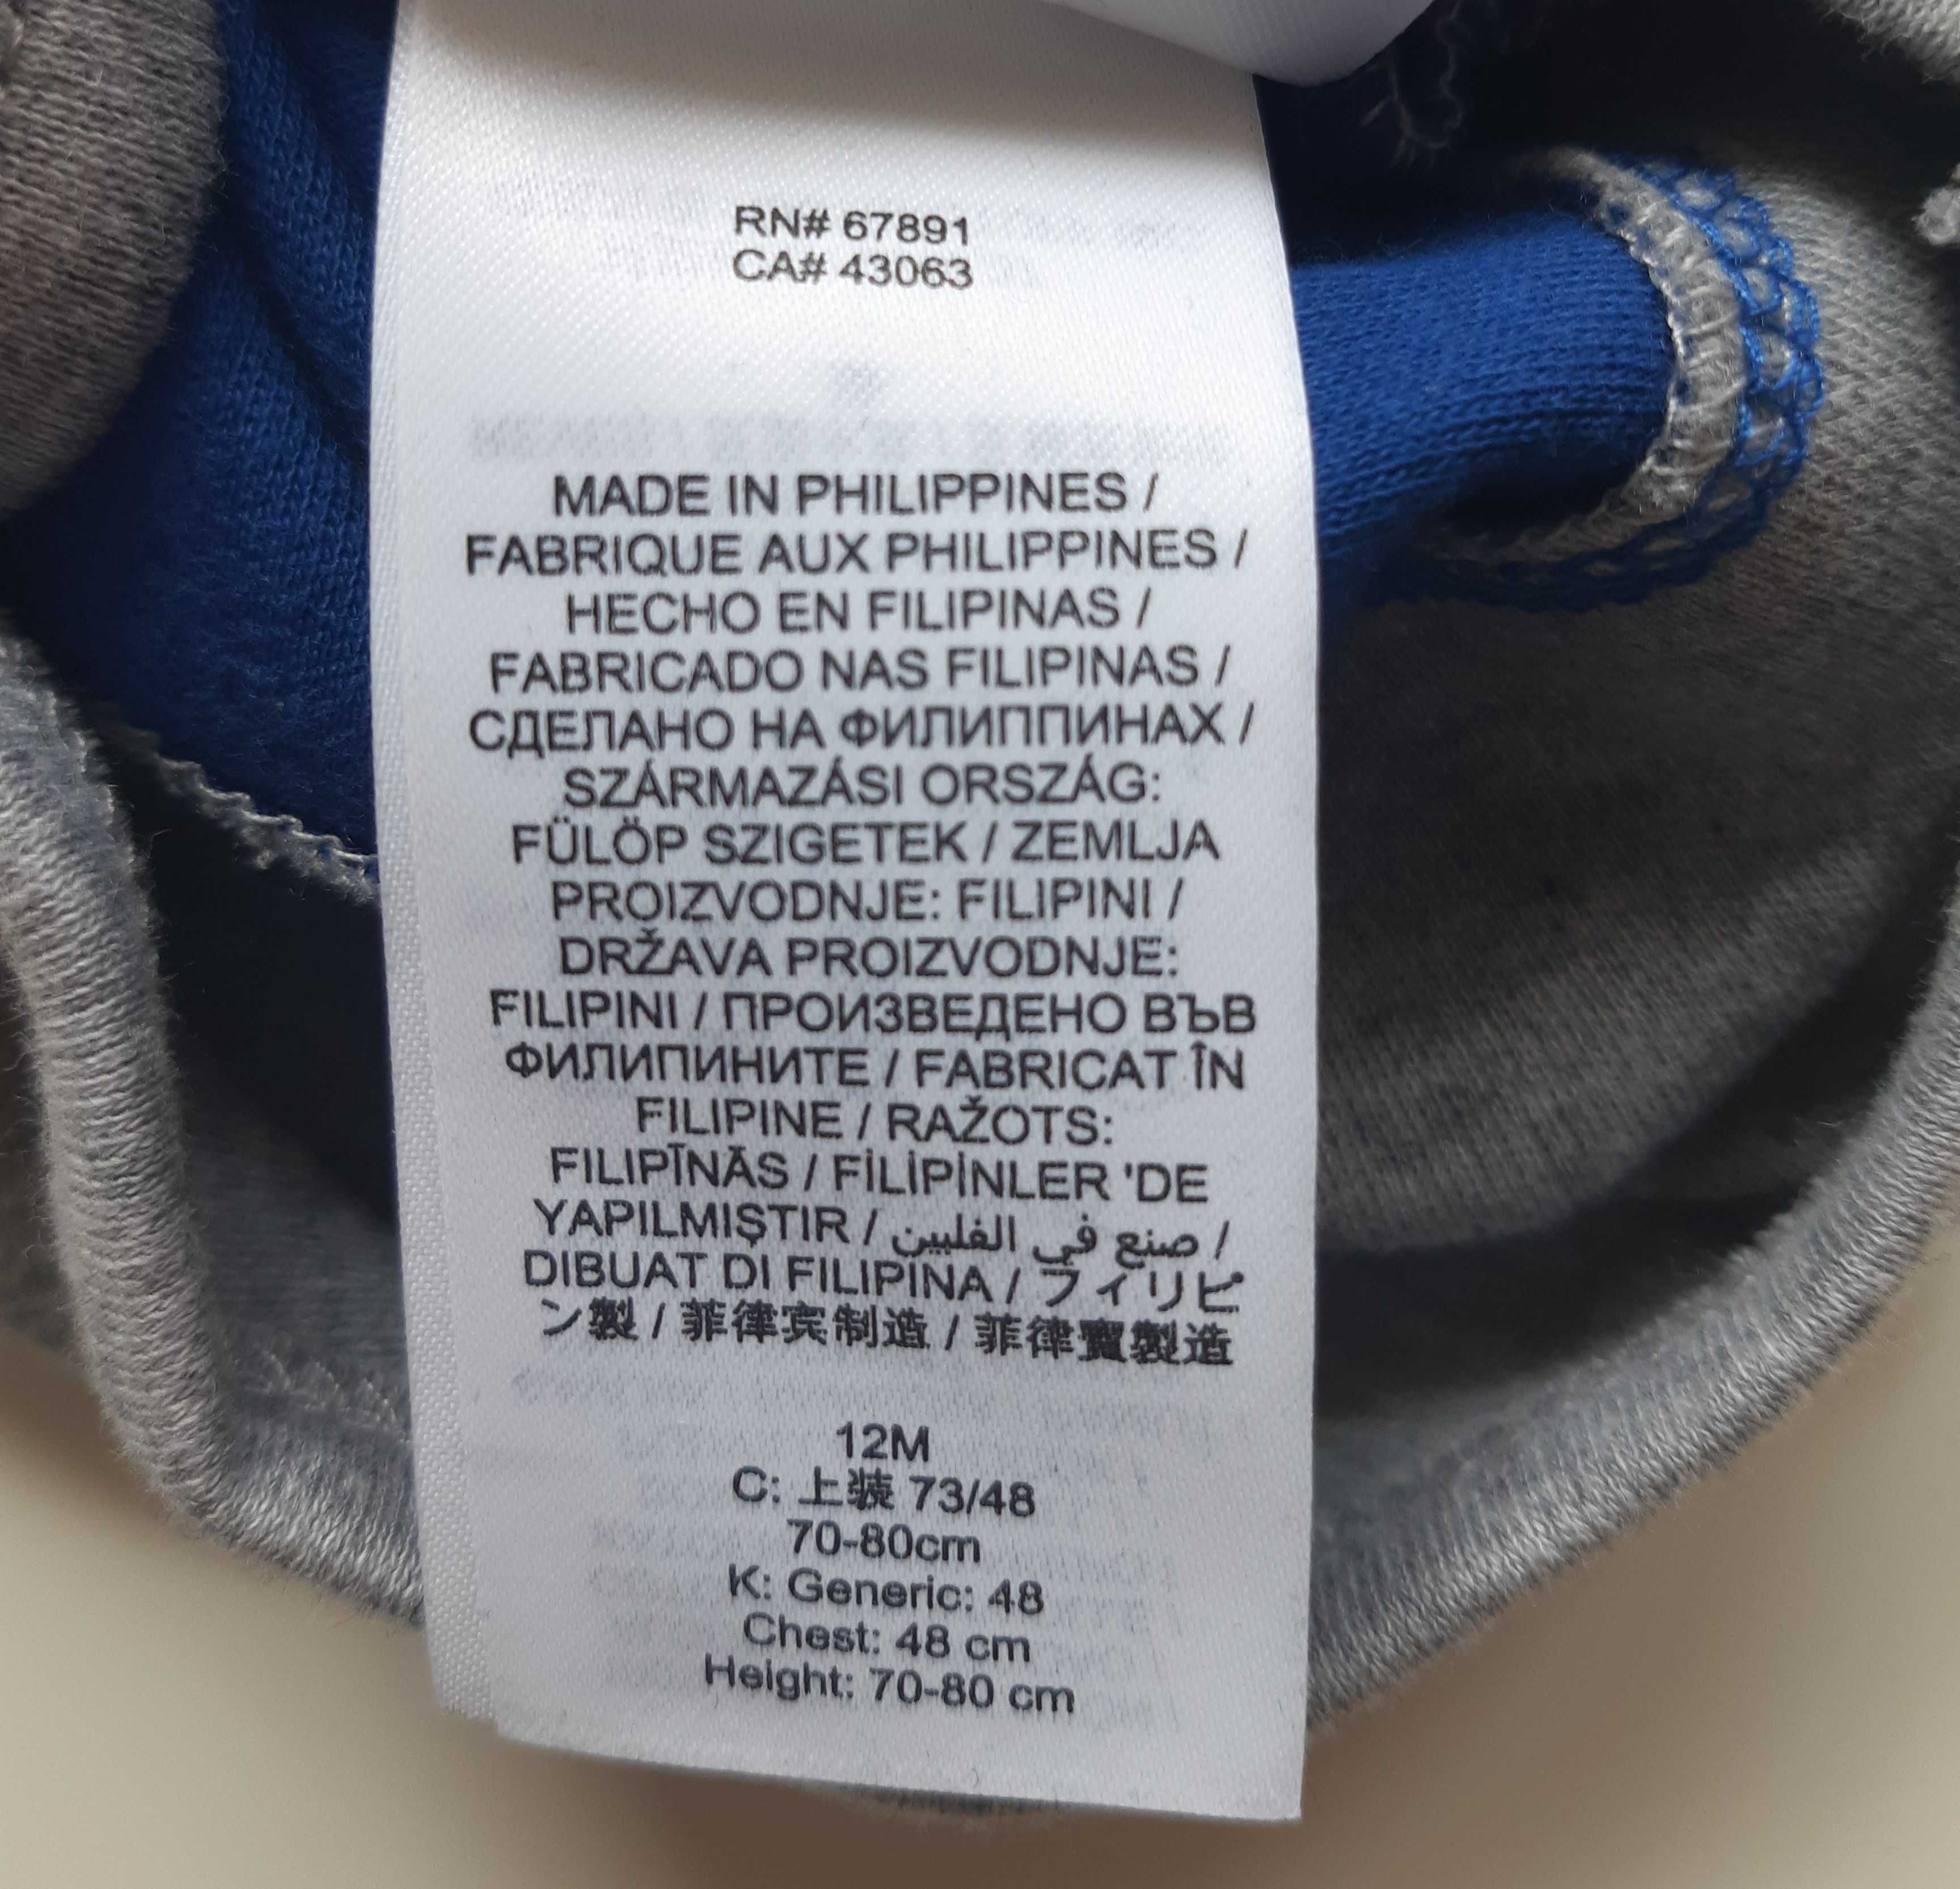 RN# 67891
CA# 43063
MADE IN PHILIPPINES /
FABRIQUE AUX PHILIPPINES /
HECHO EN FILIPINAS /
FABRICADO NAS FILIPINAS /
СДЕЛАНО НА ФИЛИППИНАХ /
SZÁRMAZÁSI ORSZÁG:
FÜLÖP SZIGETEK / ZEMLJA
PROIZVODNJE: FILIPINI /
DRŽAVA PROIZVODNJE:
FILIPINI / ПРОИЗВЕДЕНО ВЪВ
ФИЛИПИНИТЕ / FABRICAT ÎN
FILIPINE / RAŽOTS:
FILIPĪNĀS / FİLİPİNLER 'DE
YAPILMIŞTIR / صنع في الفلبين /
DIBUAT DI FILIPINA / フィリピ
ン製 / 菲律宾制造 / 菲律賓製造
12M
C: 上装 73/48
70-80cm
K: Generic: 48
Chest: 48 cm
Height: 70-80 cm